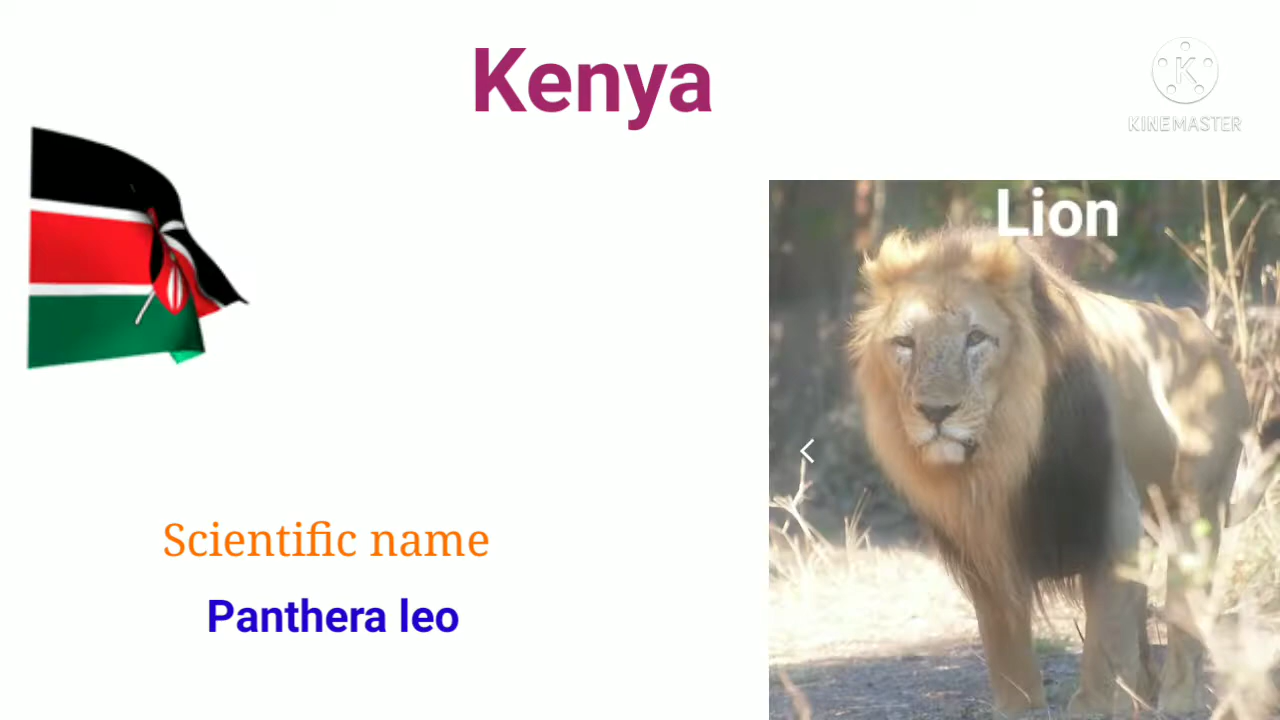 Kenya
K
KINEMASTER
Lion
Scientific name
Panthera leo